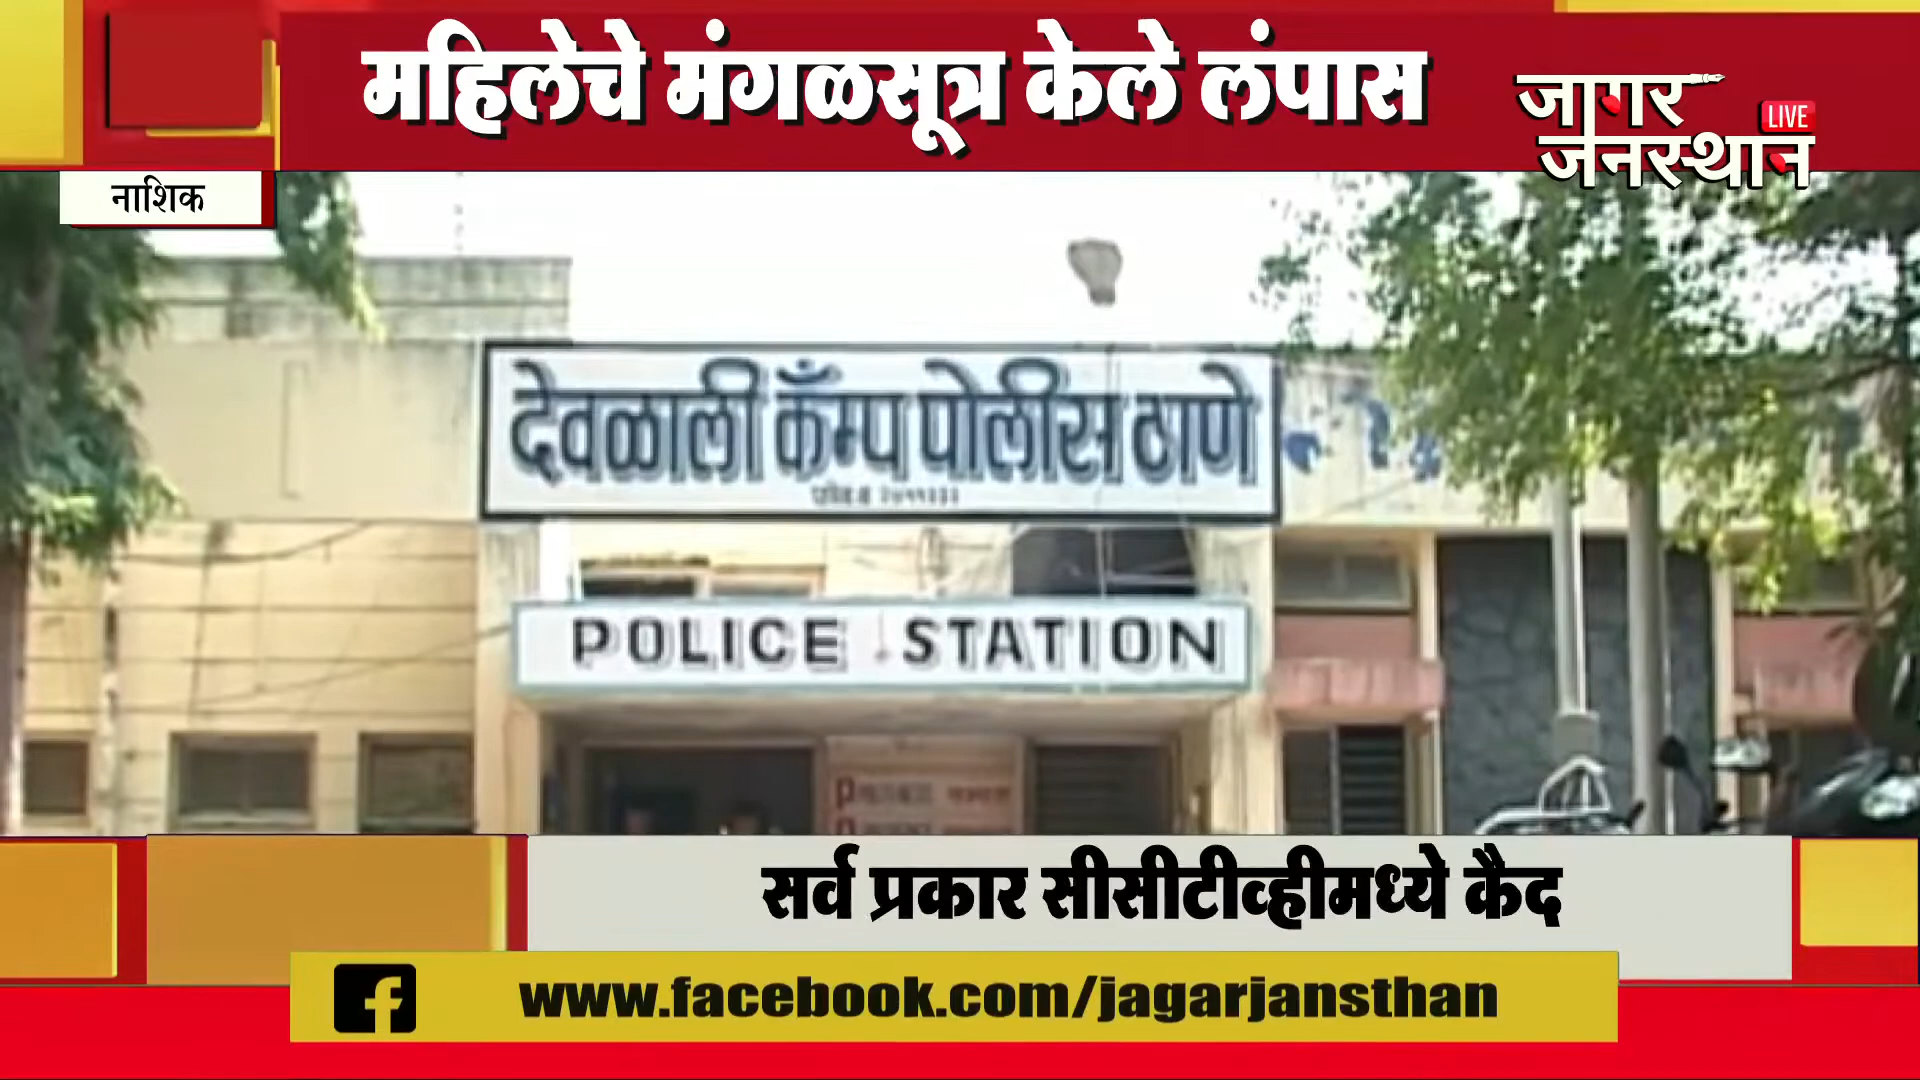 महिलेचे मंगळसूत्र केले लंपास
जागर
LIVE
जनस्थान
नाशिक
देवळाली कॅंम्प पोलीस ठाणे
POLICE STATION
सर्व प्रकार सीसीटीव्हीमध्ये कैद
www.facebook.com/jagarjansthan